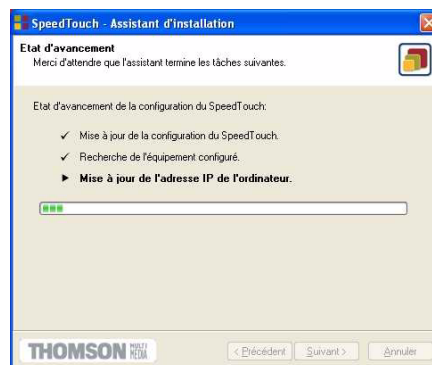 SpeedTouch - Assistant d'installation
Etat d'avancement
Merci d'attendre que l'assistant termine les tâches suivantes.
Etat d'avancement de la configuration du SpeedTouch:
Mise à jour de la configuration du SpeedTouch.
Recherche de l'équipement configuré.
Mise à jour de l'adresse IP de l'ordinateur.
THOMSON MULTI MEDIA
< Précédent Suivant > Annuler